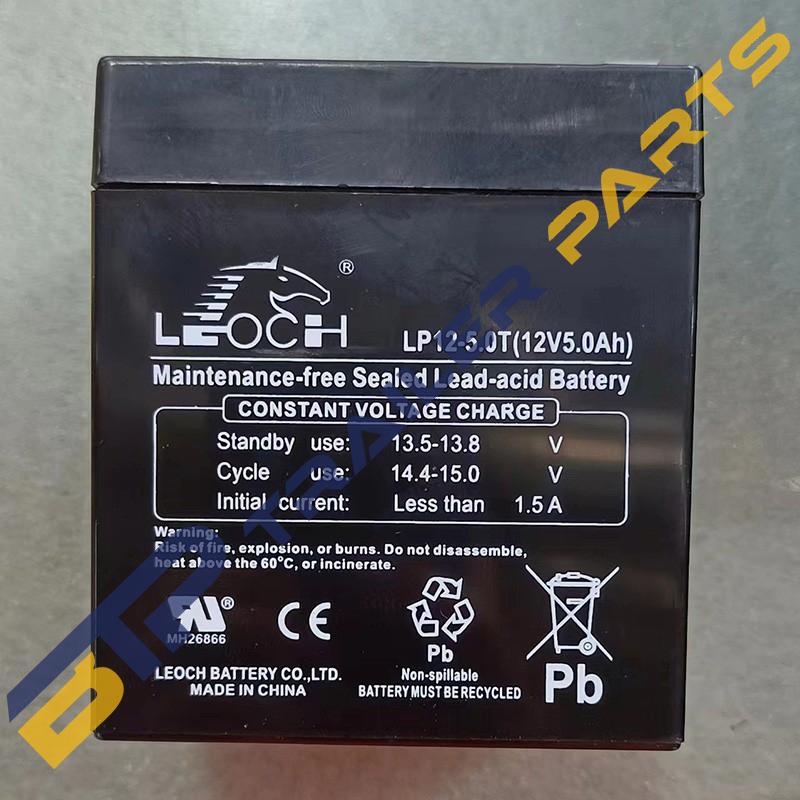 LEOCH ®
LP12-5.0T(12V5.0Ah)
Maintenance-free Sealed Lead-acid Battery
CONSTANT VOLTAGE CHARGE
Standby use: 13.5-13.8 V
Cycle use: 14.4-15.0 V
Initial current: Less than 1.5 A
Warning:
Risk of fire, explosion, or burns. Do not disassemble,
heat above the 60°C, or incinerate.
®
MH26866
CE
Pb
Non-spillable
BATTERY MUST BE RECYCLED
Pb
LEOCH BATTERY CO.,LTD.
MADE IN CHINA
BTP TRAILER PARTS